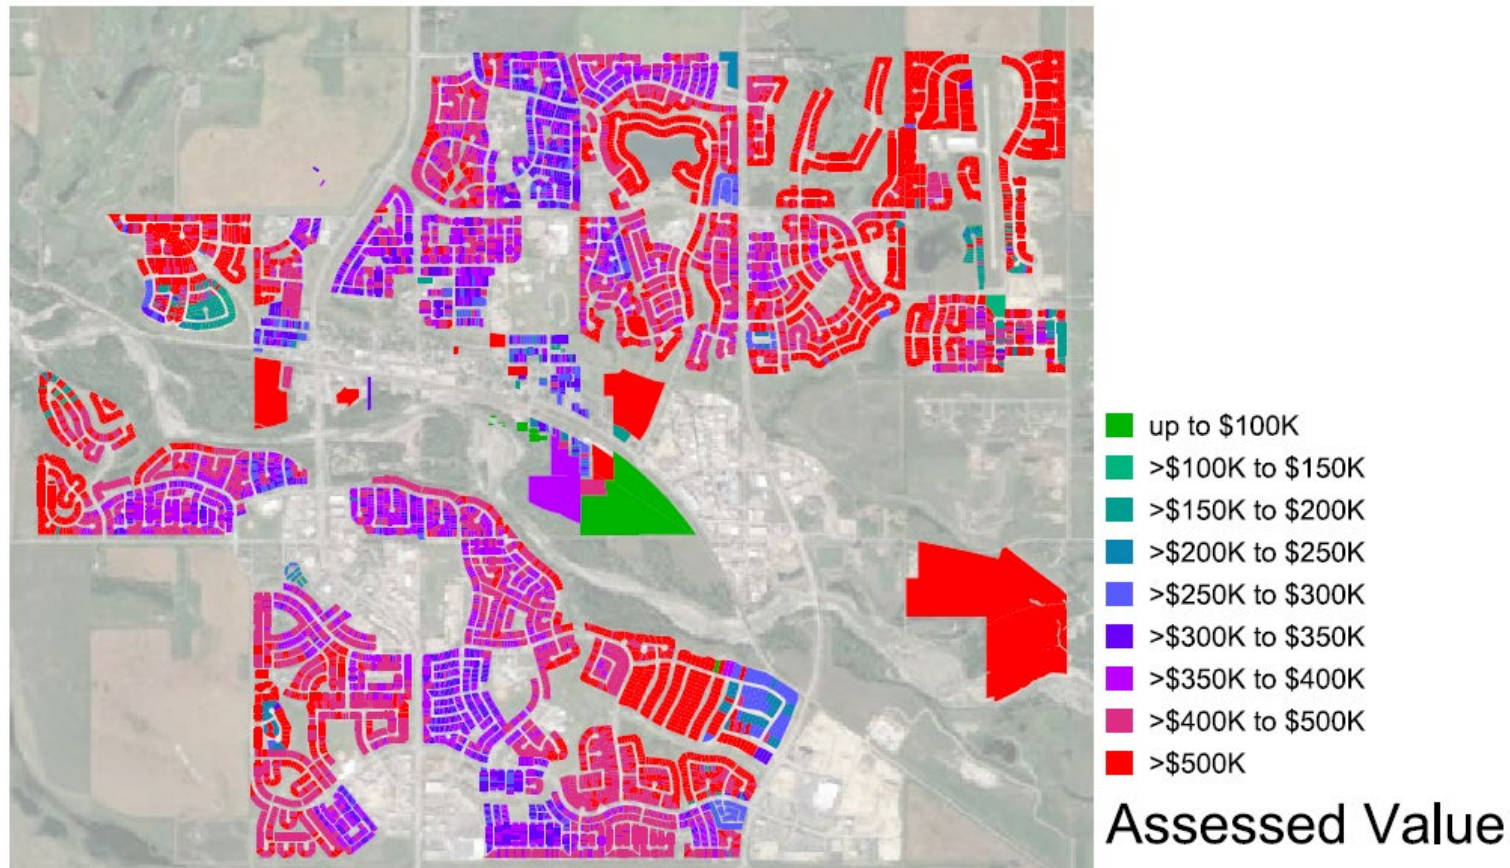 up to $100K
>$100K to $150K
>$150K to $200K
>$200K to $250K
>$250K to $300K
>$300K to $350K
>$350K to $400K
>$400K to $500K
>$500K
Assessed Value